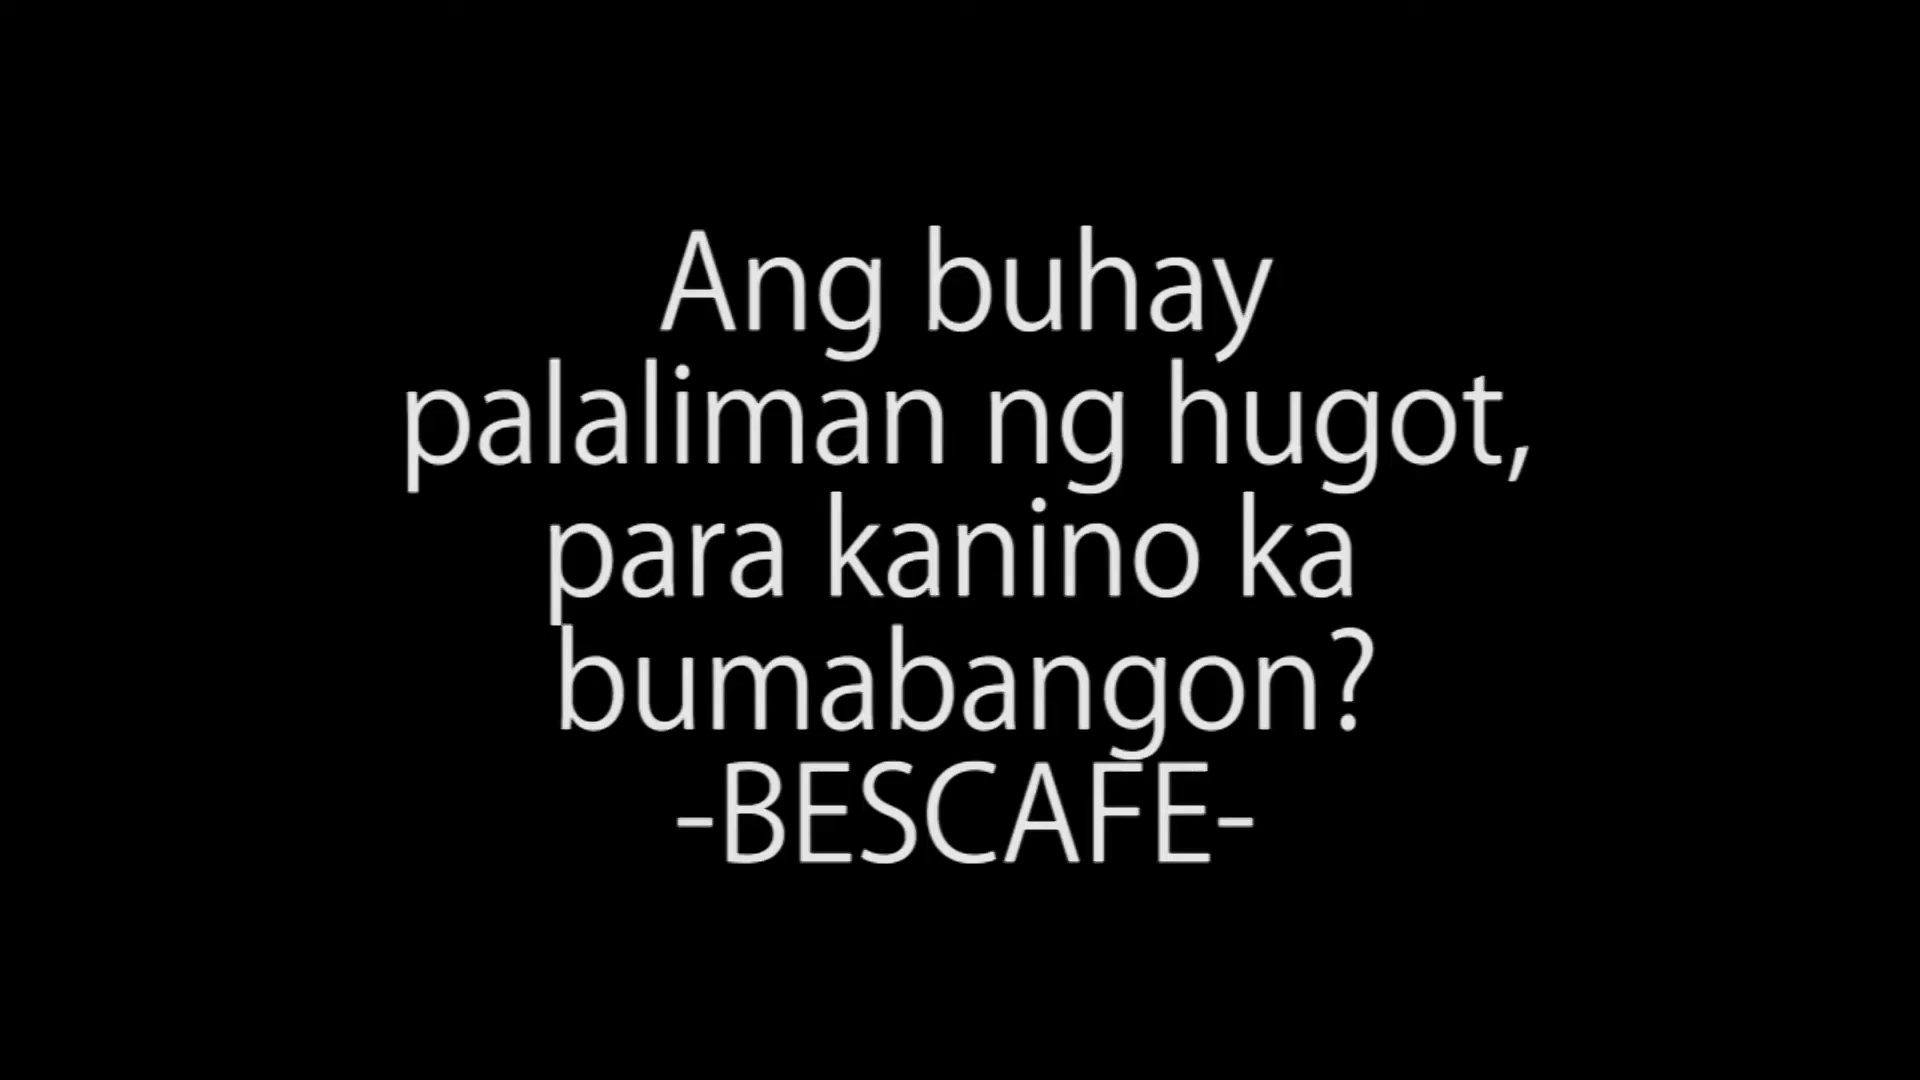 Ang buhay
palaliman ng hugot,
para kanino ka
bumabangon?
-BESCAFE-